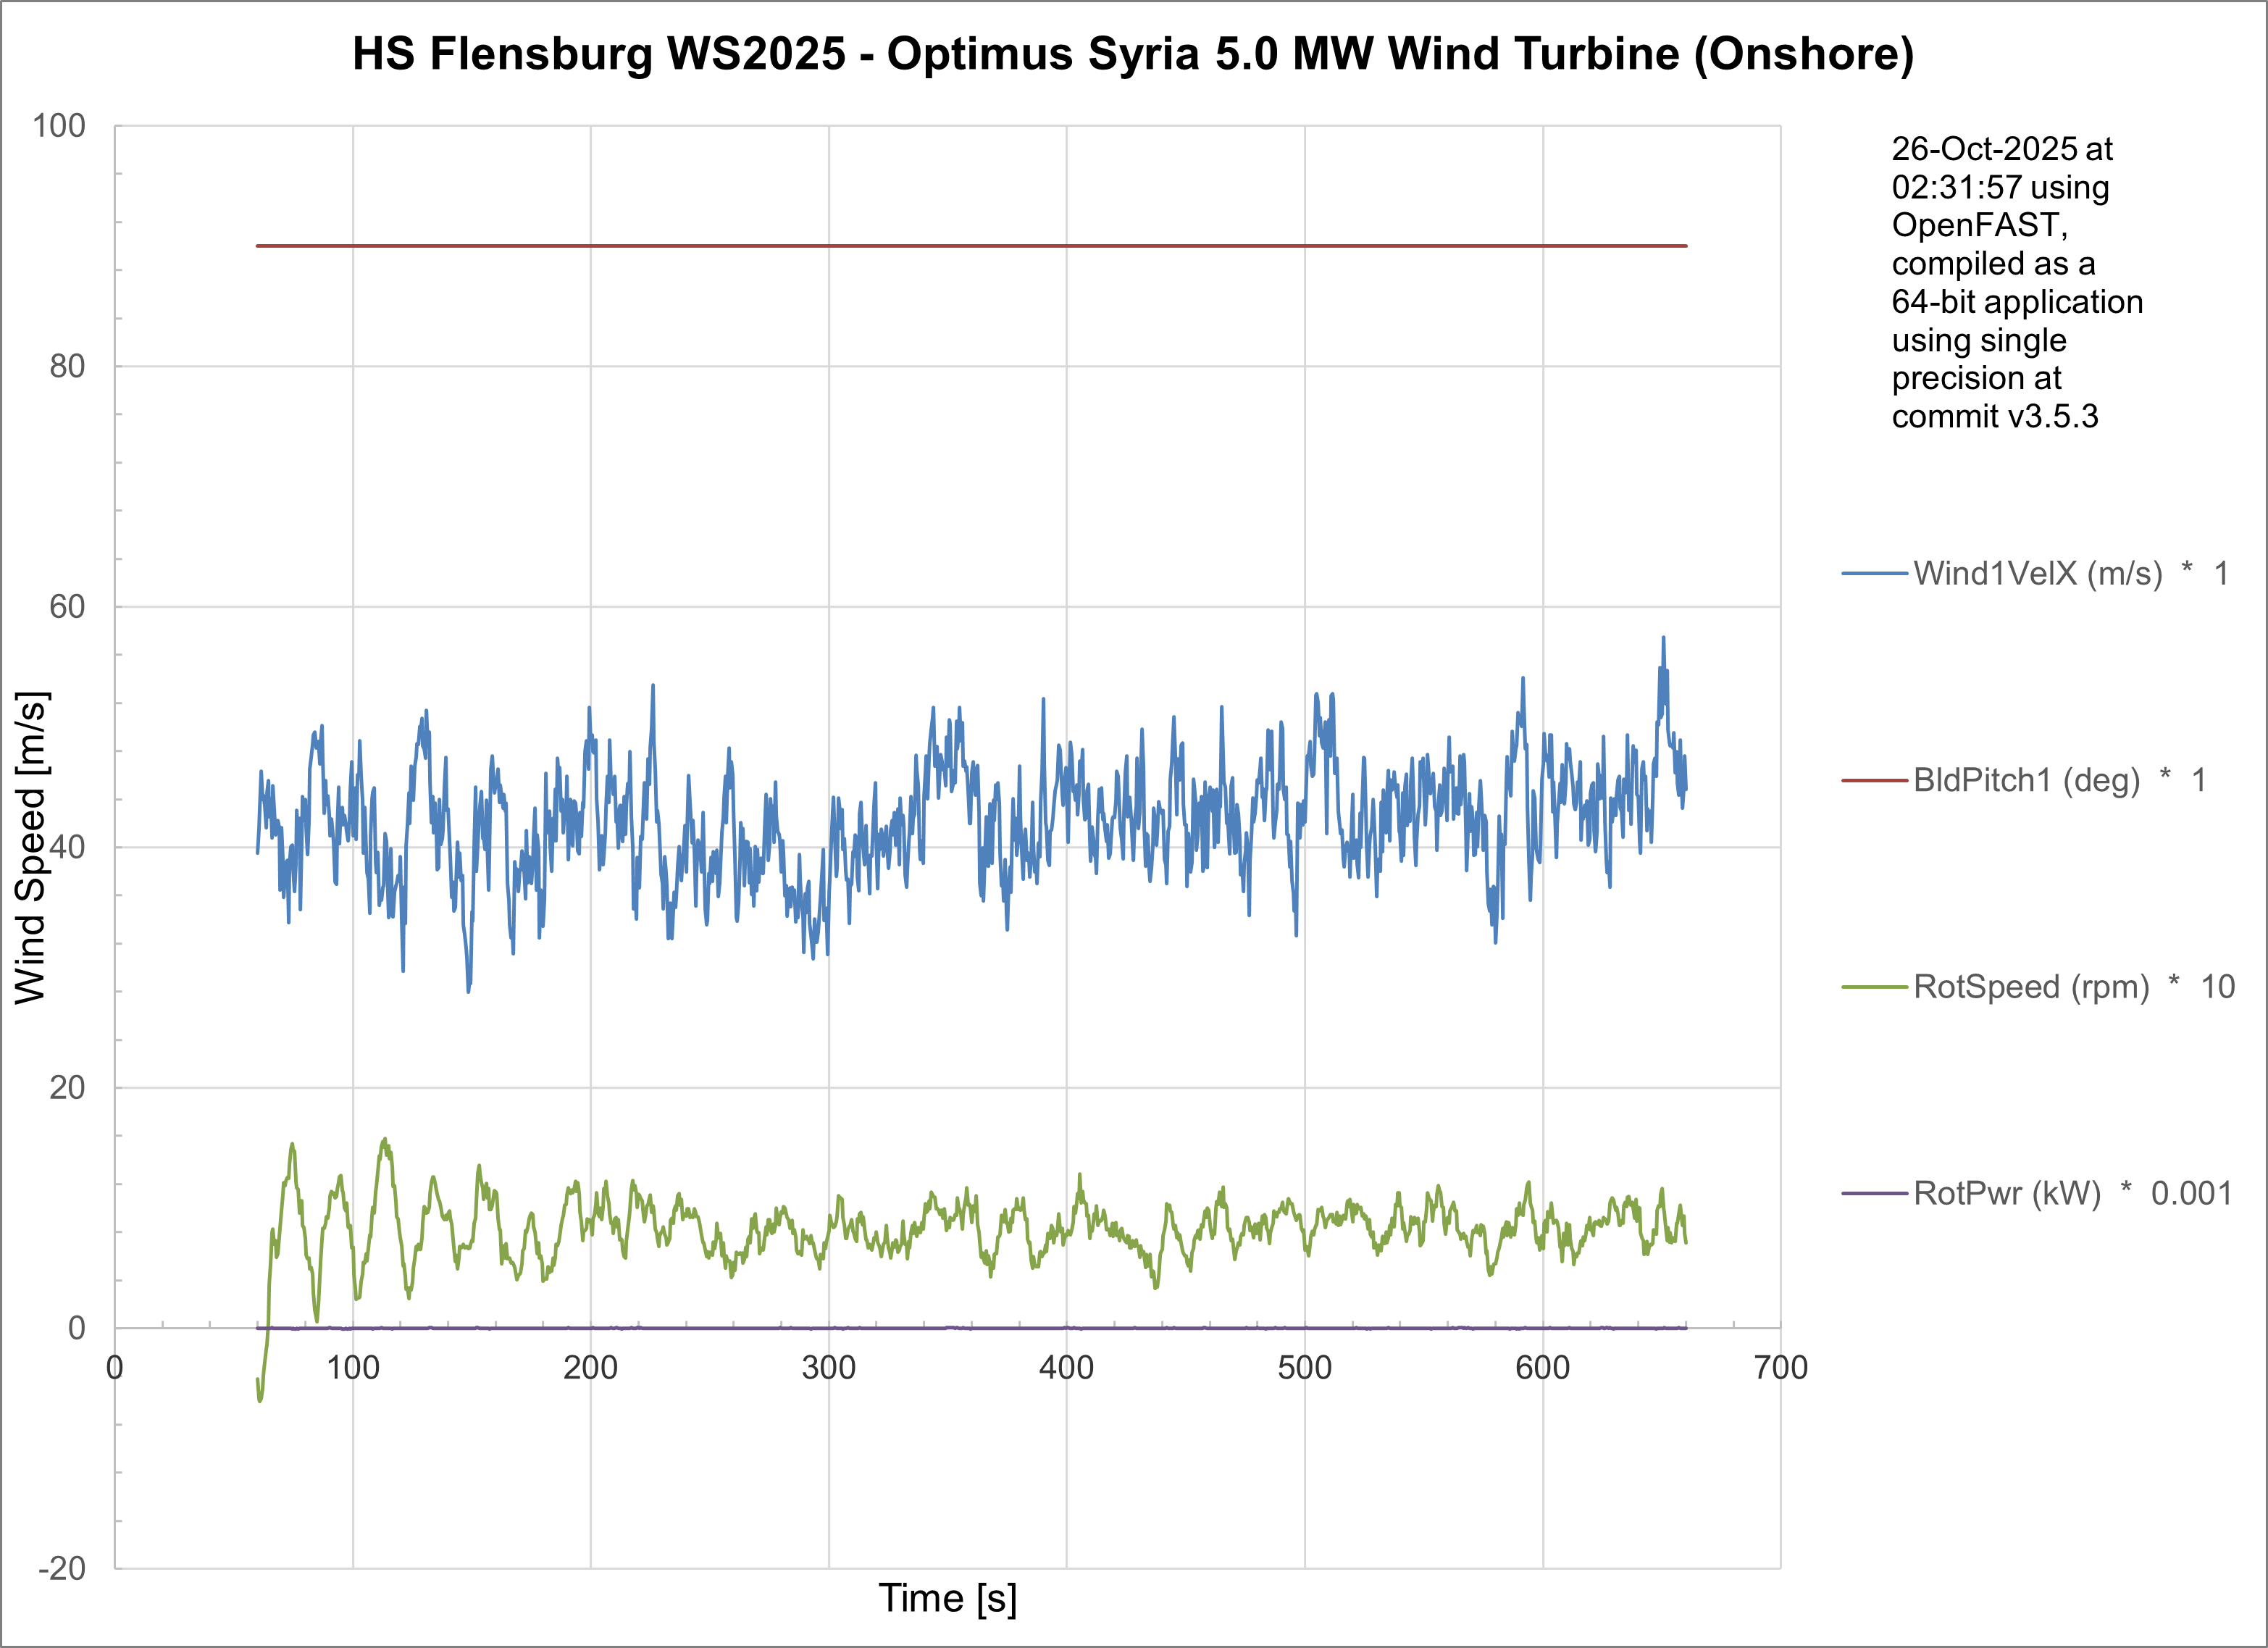 HS Flensburg WS2025 - Optimus Syria 5.0 MW Wind Turbine (Onshore)
26-Oct-2025 at
02:31:57 using
OpenFAST,
compiled as a
64-bit application
using single
precision at
commit v3.5.3
Wind Speed [m/s]
100
80
60
40
20
0
-20
0 100 200 300 400 500 600 700
Time [s]
Wind1VelX (m/s) * 1
BldPitch1 (deg) * 1
RotSpeed (rpm) * 10
RotPwr (kW) * 0.001